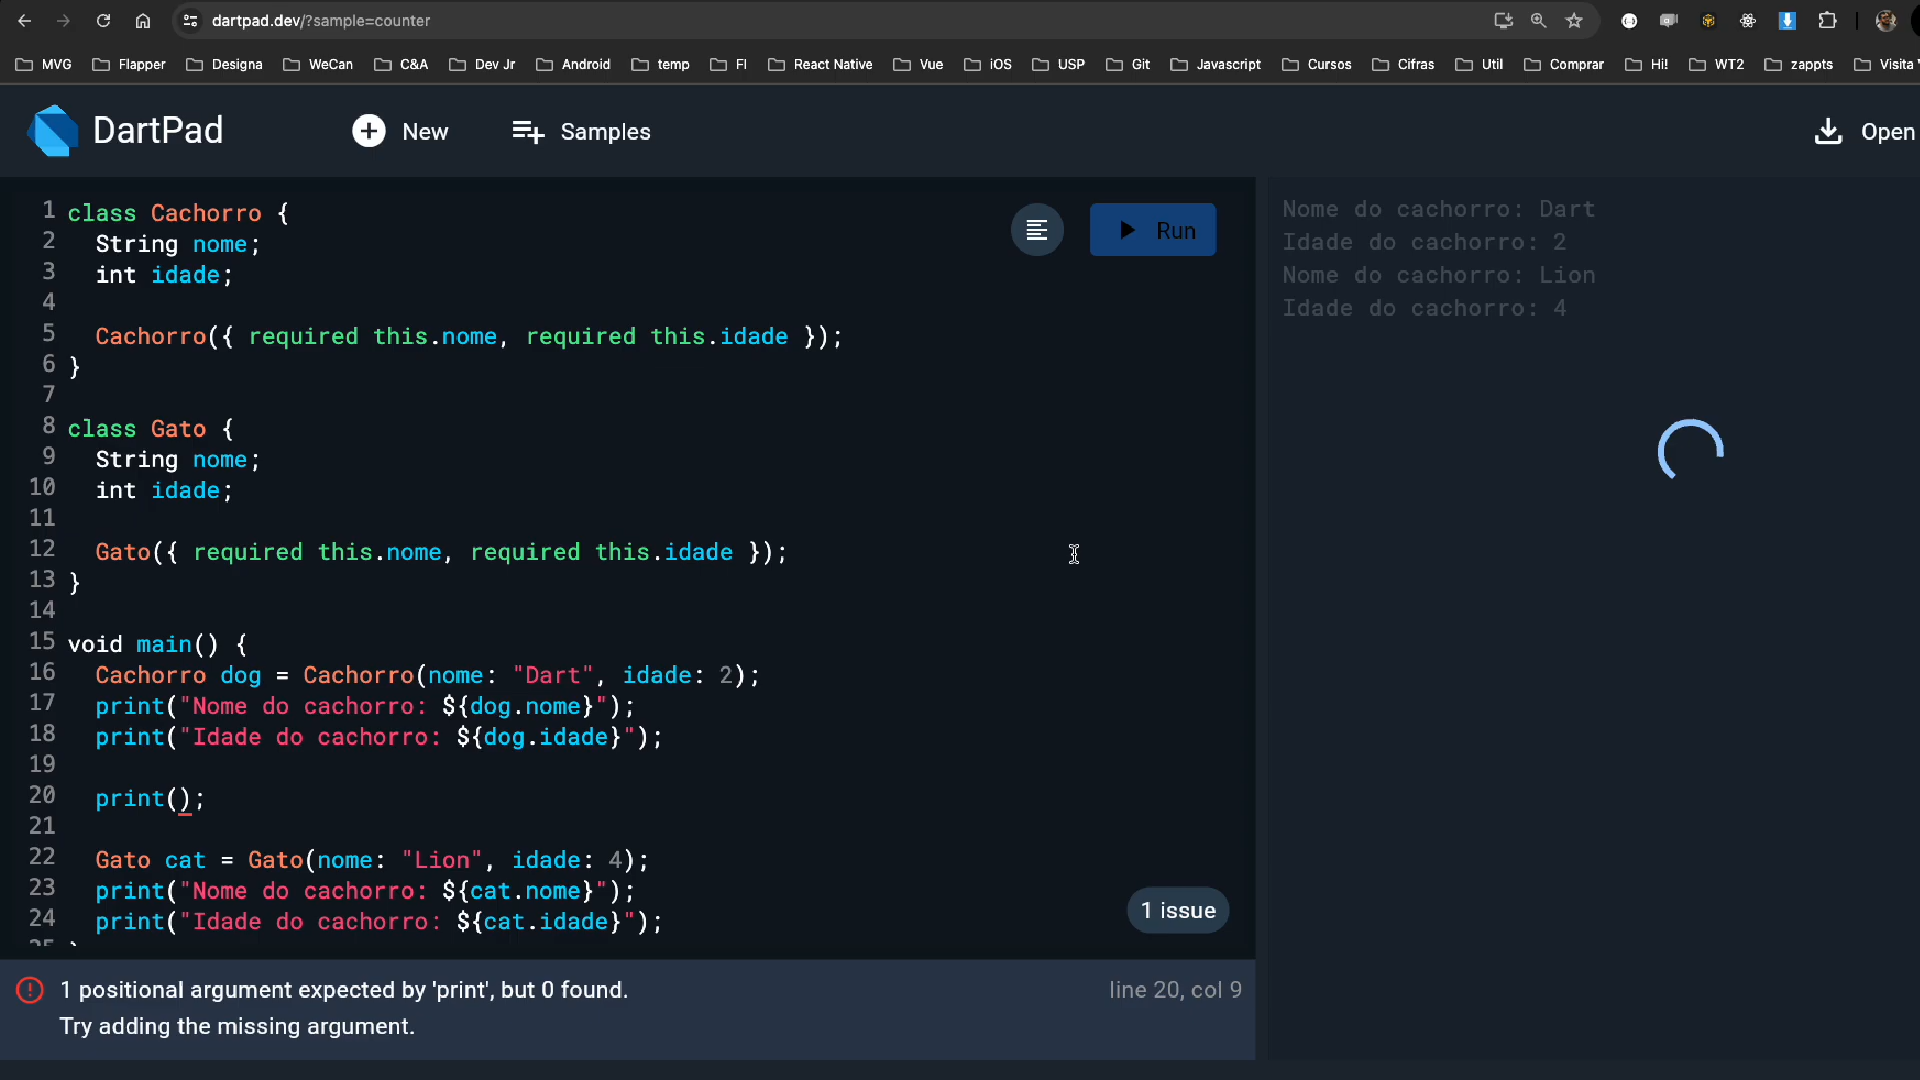 dartpad.dev/?sample=counter
MVG Flapper Designa WeCan C&A Dev Jr Android temp FI React Native Vue iOS USP Git Javascript Cursos Cifras Util Comprar Hi! WT2 zappts Visita
DartPad New Samples Open
1 class Cachorro {
2 String nome;
3 int idade;
4
5 Cachorro({ required this.nome, required this.idade });
6 }
7
8 class Gato {
9 String nome;
10 int idade;
11
12 Gato({ required this.nome, required this.idade });
13 }
14
15 void main() {
16 Cachorro dog = Cachorro(nome: "Dart", idade: 2);
17 print("Nome do cachorro: ${dog.nome}");
18 print("Idade do cachorro: ${dog.idade}");
19
20 print();
21
22 Gato cat = Gato(nome: "Lion", idade: 4);
23 print("Nome do cachorro: ${cat.nome}");
24 print("Idade do cachorro: ${cat.idade}");
Run
1 issue
1 positional argument expected by 'print', but 0 found.
Try adding the missing argument.
line 20, col 9
Nome do cachorro: Dart
Idade do cachorro: 2
Nome do cachorro: Lion
Idade do cachorro: 4